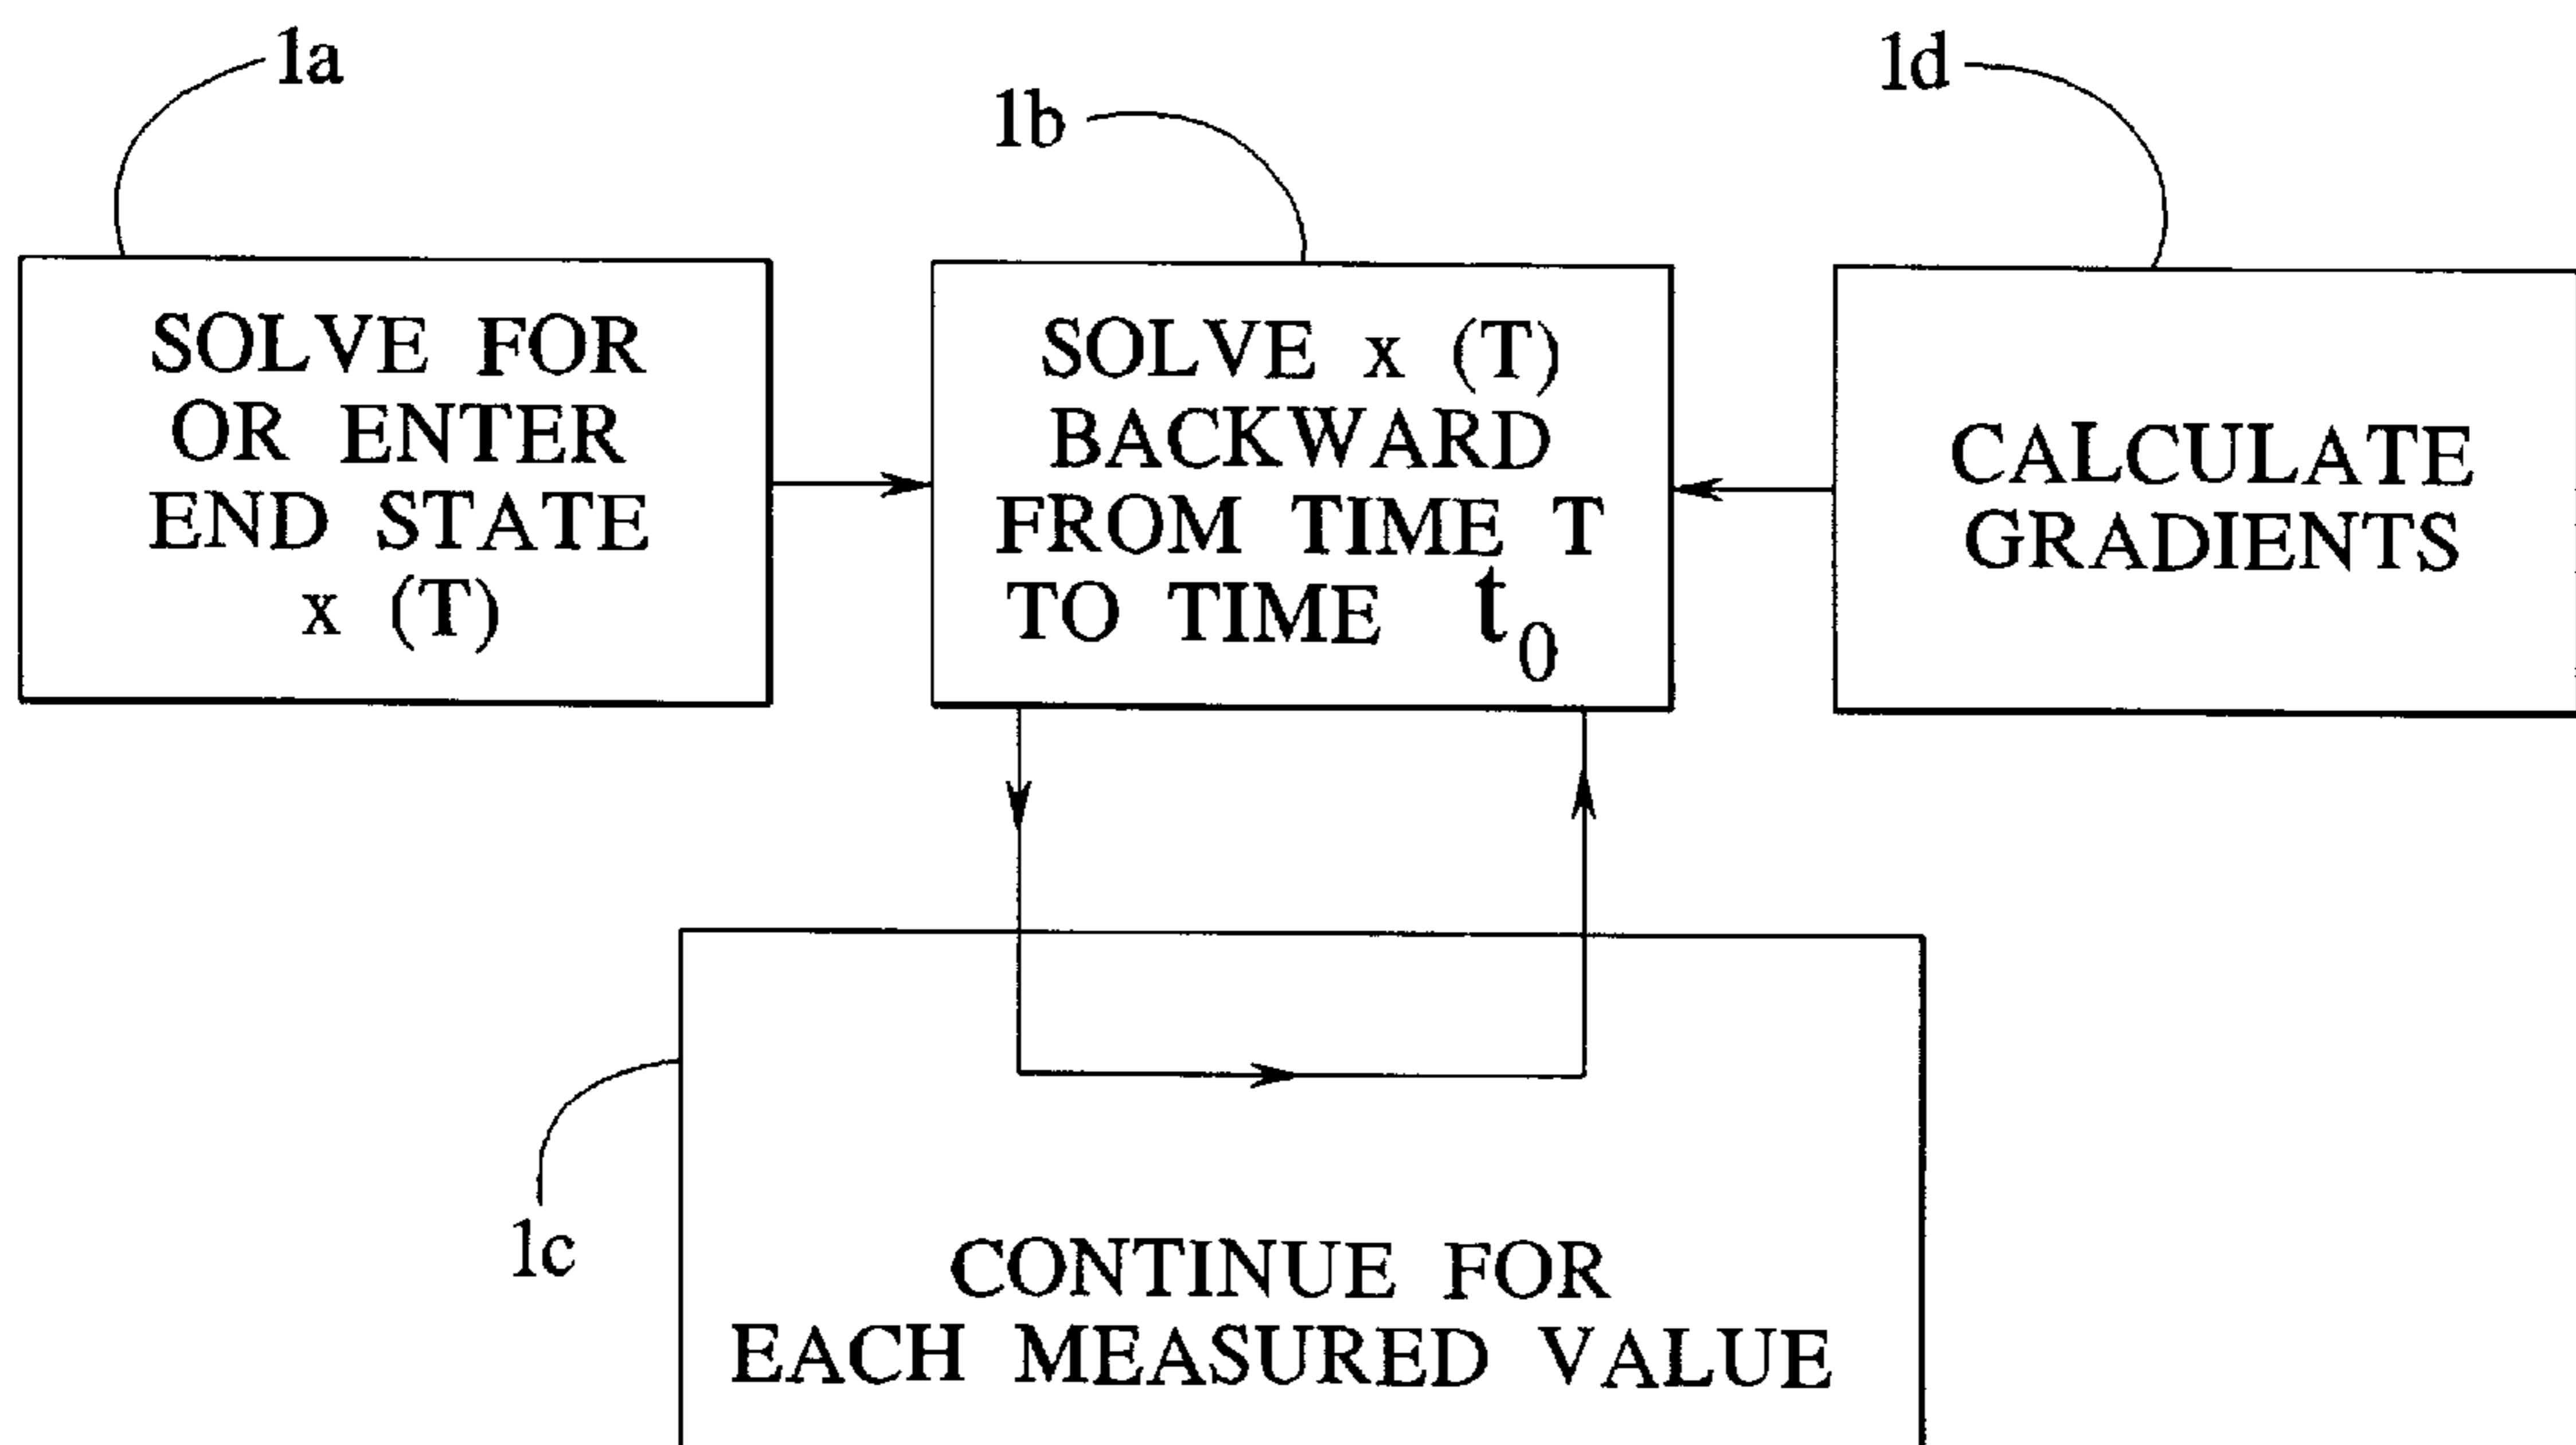 1a
1b
1d
SOLVE FOR
OR ENTER
END STATE
x (T)
SOLVE x (T)
BACKWARD
FROM TIME T
TO TIME t₀
CALCULATE
GRADIENTS
1c
CONTINUE FOR
EACH MEASURED VALUE